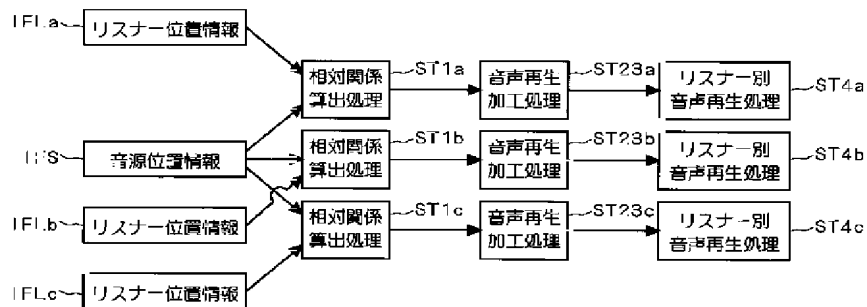 IFLa
リスナー位置情報
相対関係
算出処理
ST1a
音声再生
加工処理
ST23a
リスナー別
音声再生処理
ST4a
IFS
音源位置情報
相対関係
算出処理
ST1b
音声再生
加工処理
ST23b
リスナー別
音声再生処理
ST4b
IFLb
リスナー位置情報
相対関係
算出処理
ST1c
音声再生
加工処理
ST23c
リスナー別
音声再生処理
ST4c
IFLc
リスナー位置情報